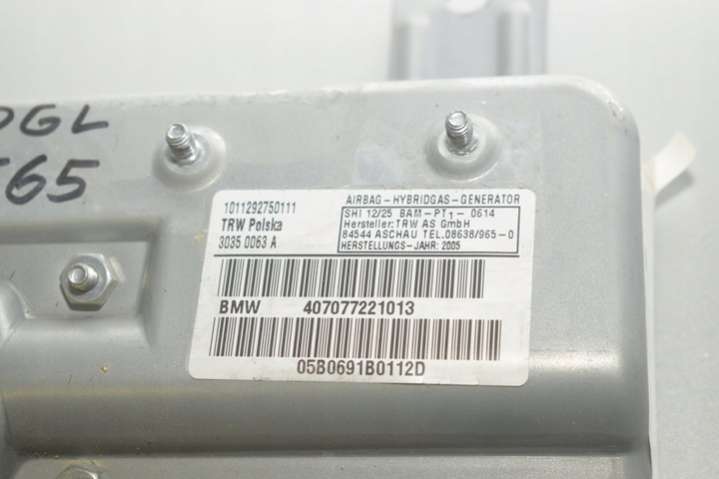 OGL
E65
1011292750111
TRW Polska
3035 0063 A
AIRBAG - HYBRIDGAS - GENERATOR
SHI 12/25 BAM - PT1 - 0614
Hersteller: TRW AS GmbH
84544 ASCHAU TEL.08638/965-0
HERSTELLUNGS-JAHR: 2005
BMW 407077221013
05B0691B0112D